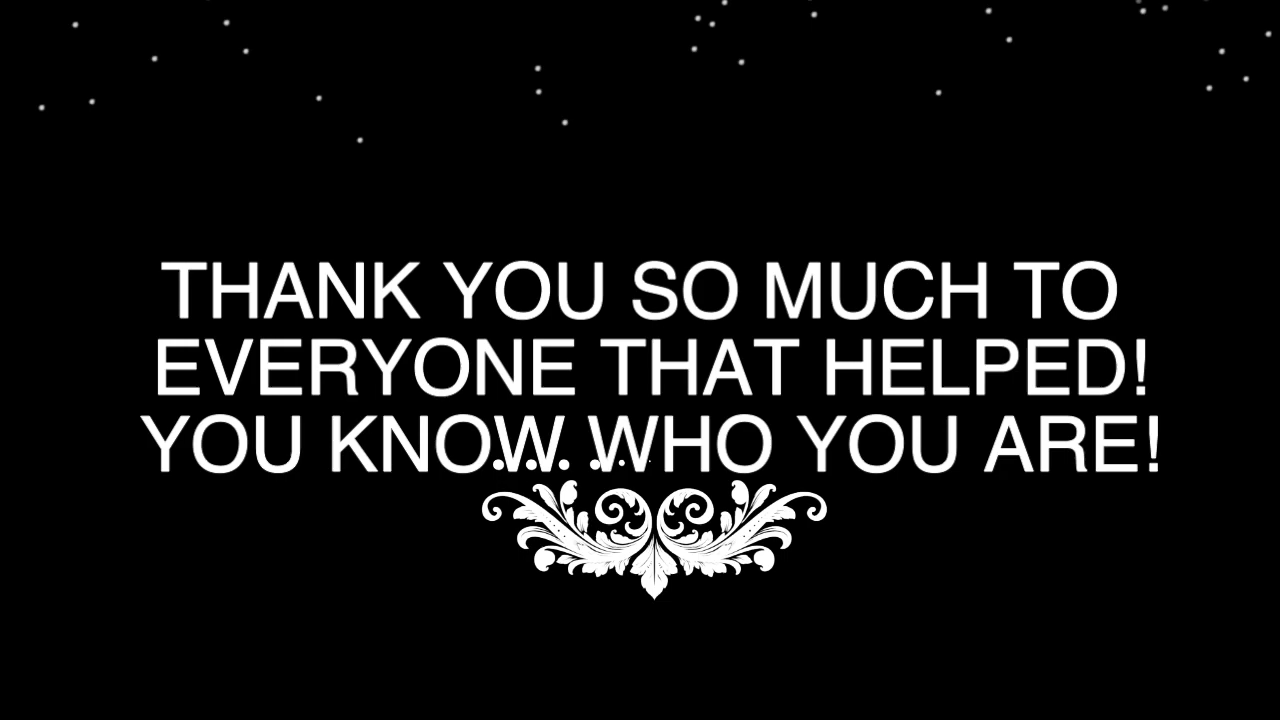 THANK YOU SO MUCH TO
EVERYONE THAT HELPED!
YOU KNOW WHO YOU ARE!